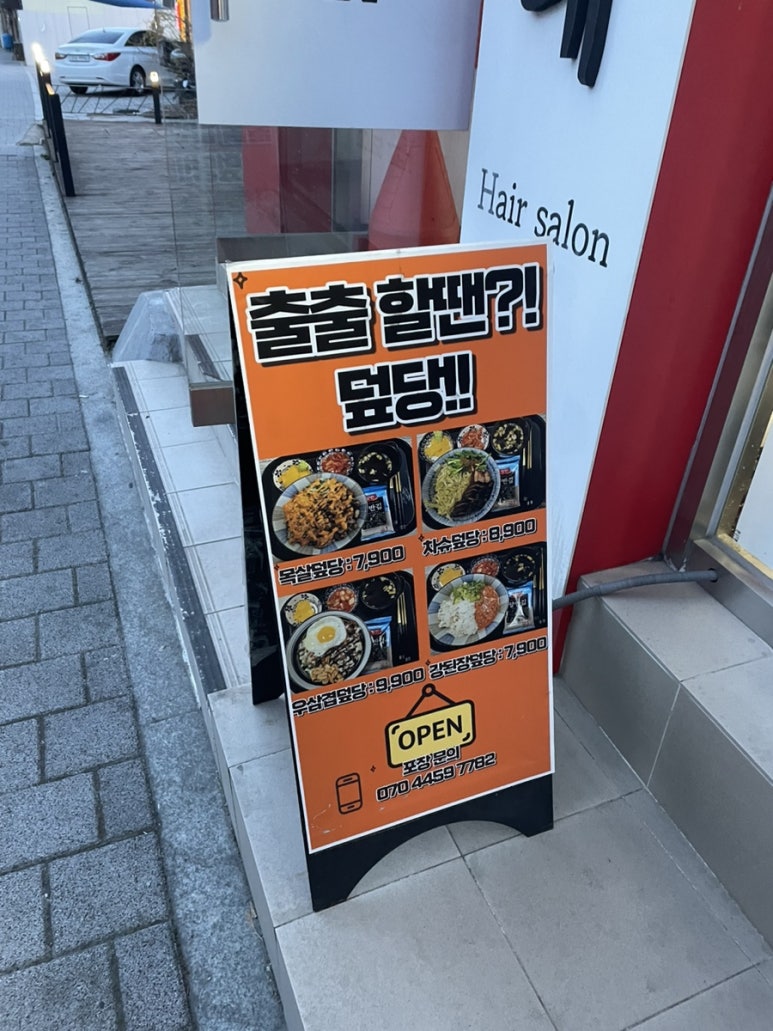 Hair salon
출출 할땐?!
덮당!!
목살덮당 : 7,900
차슈덮당 : 8,900
우삼겹덮당 : 9,900
강된장덮당 : 7,900
OPEN
포장 문의
070 4459 7782